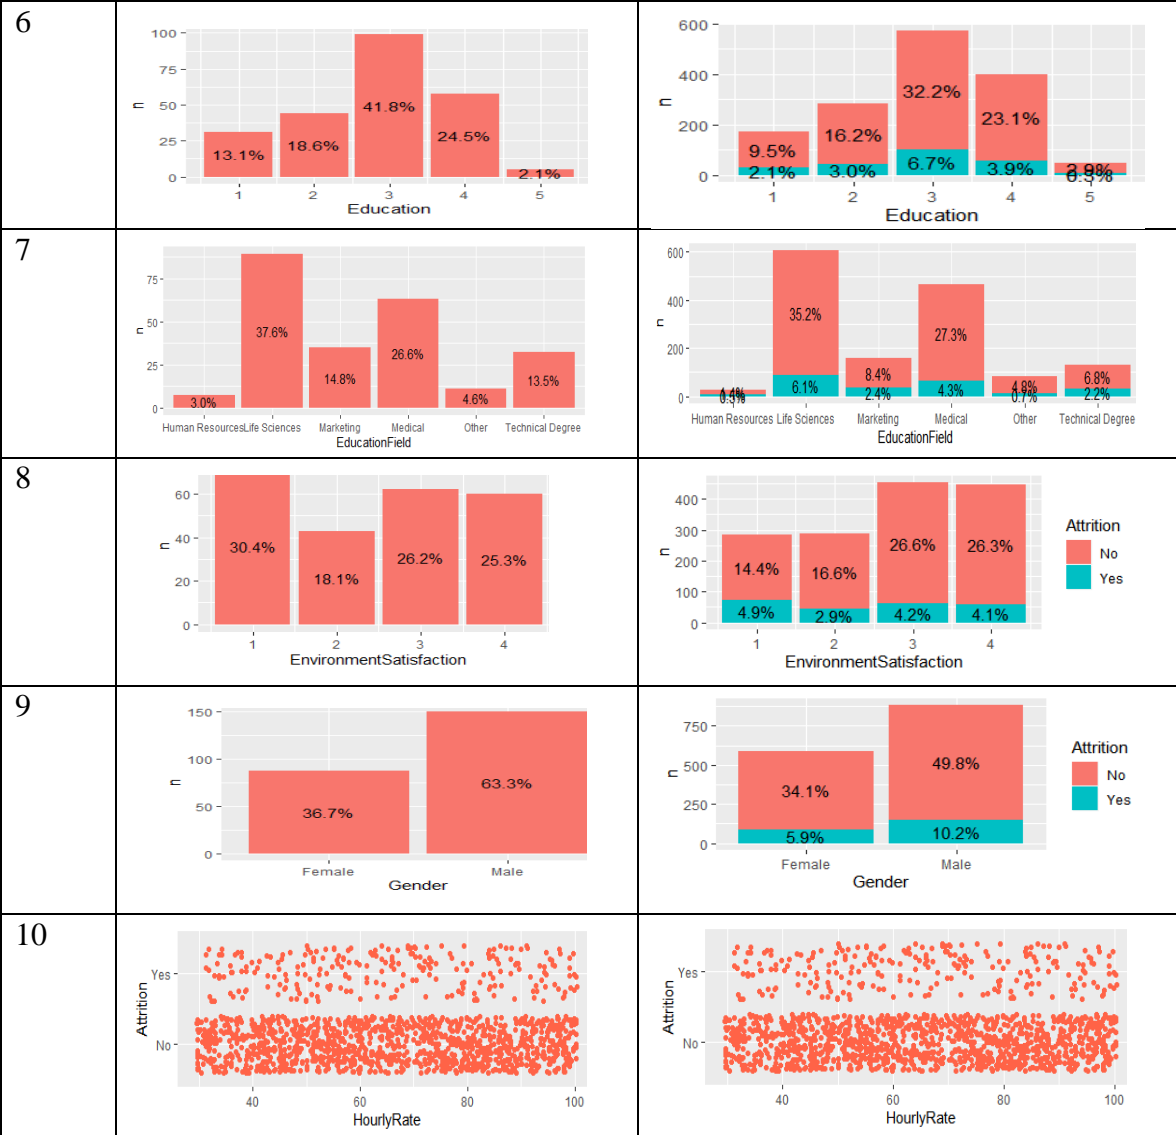 6
n
100
75
50
25
0
13.1%
18.6%
41.8%
24.5%
2.1%
1 2 3 4 5
Education
n
600
400
200
0
9.5%
2.1%
16.2%
3.0%
32.2%
6.7%
23.1%
3.9%
1 2 3 4 5
Education
7
n
75
50
25
0
3.0%
37.6%
14.8%
26.6%
4.6%
13.5%
Human Resources Life Sciences Marketing Medical Other Technical Degree
EducationField
n
600
400
200
0
35.2%
6.1%
8.4%
2.4%
27.3%
4.3%
4.8%
0.7%
6.8%
2.2%
Human Resources Life Sciences Marketing Medical Other Technical Degree
EducationField
8
n
60
40
20
0
30.4%
18.1%
26.2%
25.3%
1 2 3 4
EnvironmentSatisfaction
n
400
300
200
100
0
14.4%
4.9%
16.6%
2.9%
26.6%
4.2%
26.3%
4.1%
1 2 3 4
EnvironmentSatisfaction
Attrition
No
Yes
9
n
150
100
50
0
36.7%
63.3%
Female Male
Gender
n
750
500
250
0
34.1%
5.9%
49.8%
10.2%
Female Male
Gender
Attrition
No
Yes
10
Attrition
Yes
No
40 60 80 100
HourlyRate
Attrition
Yes
No
40 60 80 100
HourlyRate